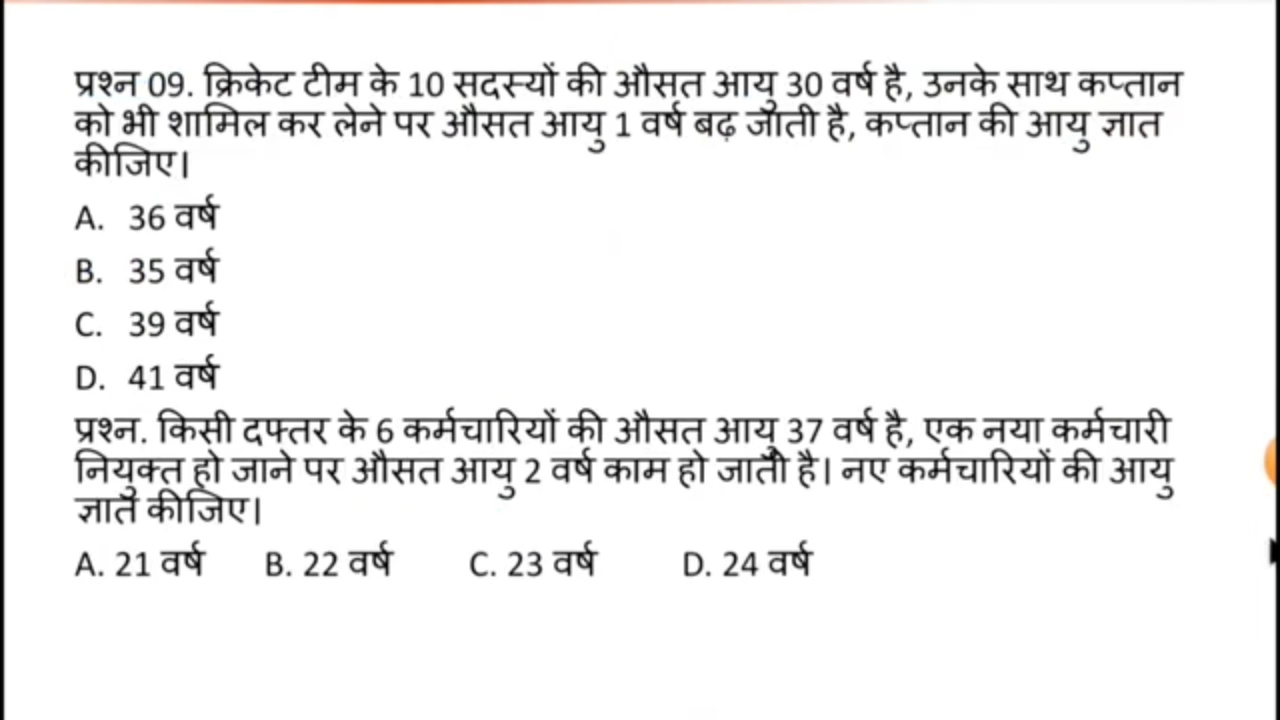 प्रश्न 09. क्रिकेट टीम के 10 सदस्यों की औसत आयु 30 वर्ष है, उनके साथ कप्तान
को भी शामिल कर लेने पर औसत आयु 1 वर्ष बढ़ जाती है, कप्तान की आयु ज्ञात
कीजिए।
A. 36 वर्ष
B. 35 वर्ष
C. 39 वर्ष
D. 41 वर्ष
प्रश्न. किसी दफ्तर के 6 कर्मचारियों की औसत आयु 37 वर्ष है, एक नया कर्मचारी
नियुक्त हो जाने पर औसत आयु 2 वर्ष काम हो जाती है। नए कर्मचारियों की आयु
ज्ञात कीजिए।
A. 21 वर्ष B. 22 वर्ष C. 23 वर्ष D. 24 वर्ष